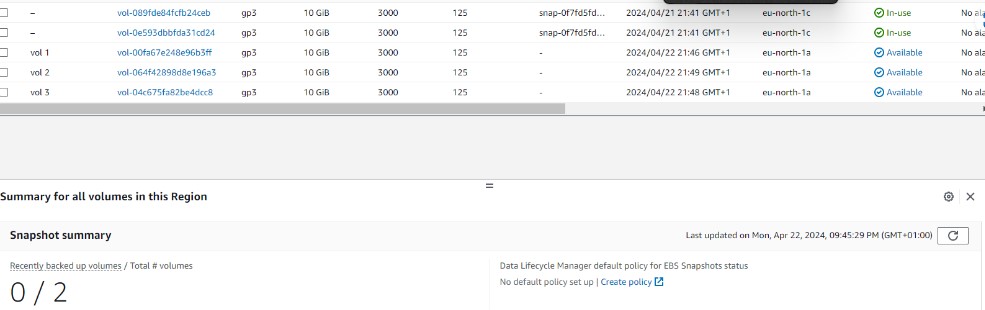 – vol-089fde84fcfb24ceb gp3 10 GiB 3000 125 snap-0f7fd5fd... 2024/04/21 21:41 GMT+1 eu-north-1c In-use No ala
– vol-0e593dbbfda31cd24 gp3 10 GiB 3000 125 snap-0f7fd5fd... 2024/04/21 21:41 GMT+1 eu-north-1c In-use No ala
vol 1 vol-00fa67e248e96b3ff gp3 10 GiB 3000 125 - 2024/04/22 21:46 GMT+1 eu-north-1a Available No ala
vol 2 vol-064f42898d8e196a3 gp3 10 GiB 3000 125 - 2024/04/22 21:49 GMT+1 eu-north-1a Available No ala
vol 3 vol-04c675fa82be4dcc8 gp3 10 GiB 3000 125 - 2024/04/22 21:48 GMT+1 eu-north-1a Available No ala
Summary for all volumes in this Region
Snapshot summary Last updated on Mon, Apr 22, 2024, 09:45:29 PM (GMT+01:00)
Recently backed up volumes / Total # volumes
0 / 2
Data Lifecycle Manager default policy for EBS Snapshots status
No default policy set up | Create policy